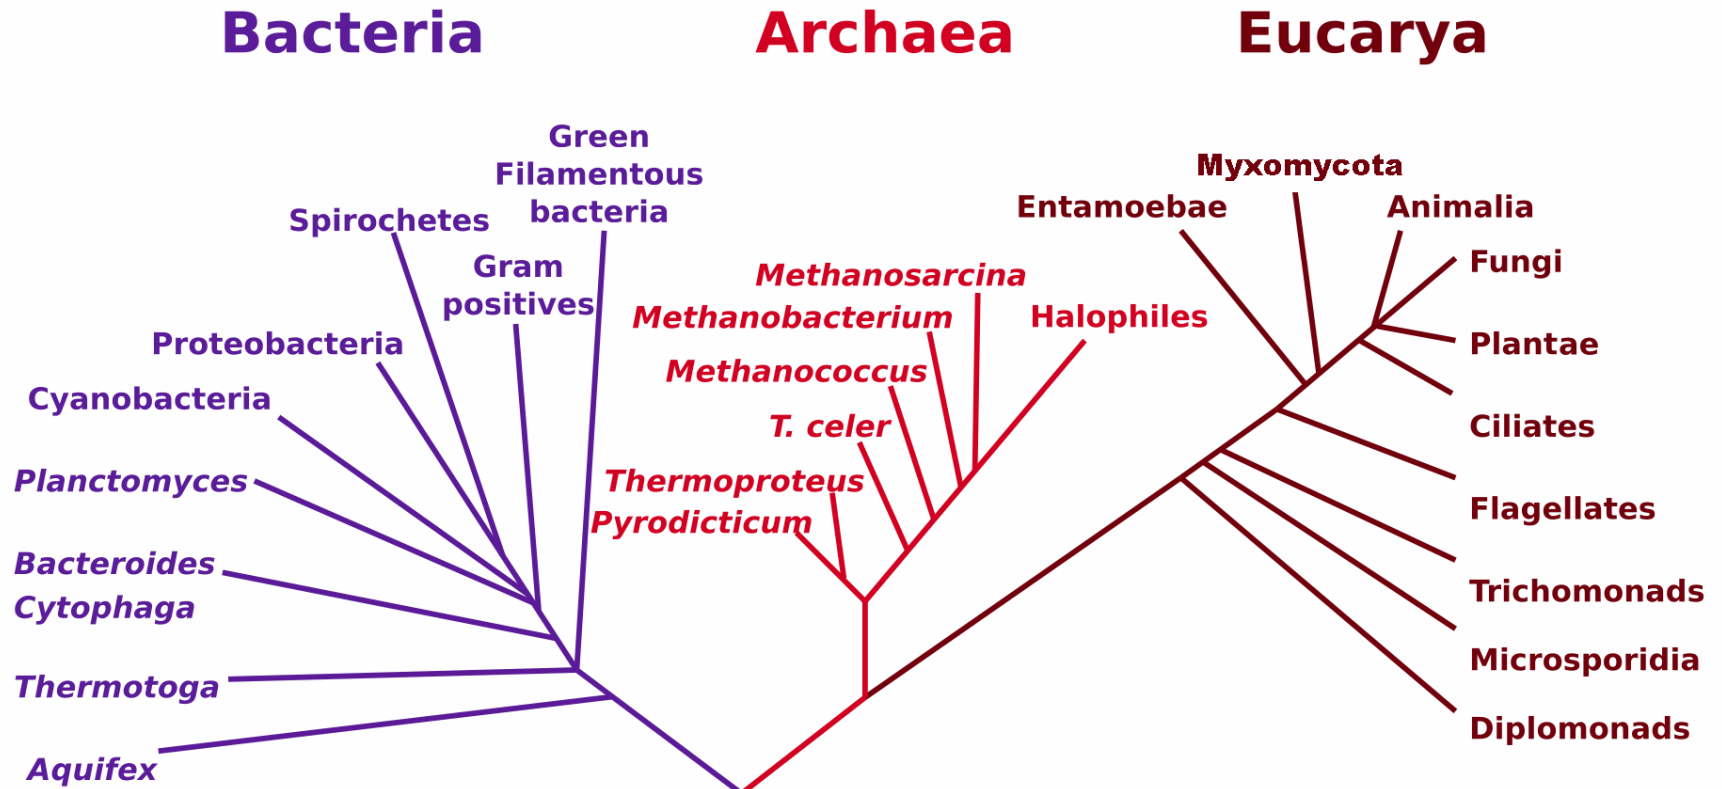 Bacteria
Archaea
Eucarya
Green
Filamentous
bacteria
Spirochetes
Gram
positives
Proteobacteria
Cyanobacteria
Planctomyces
Bacteroides
Cytophaga
Thermotoga
Aquifex
Methanosarcina
Methanobacterium
Halophiles
Methanococcus
T. celer
Thermoproteus
Pyrodicticum
Myxomycota
Entamoebae
Animalia
Fungi
Plantae
Ciliates
Flagellates
Trichomonads
Microsporidia
Diplomonads